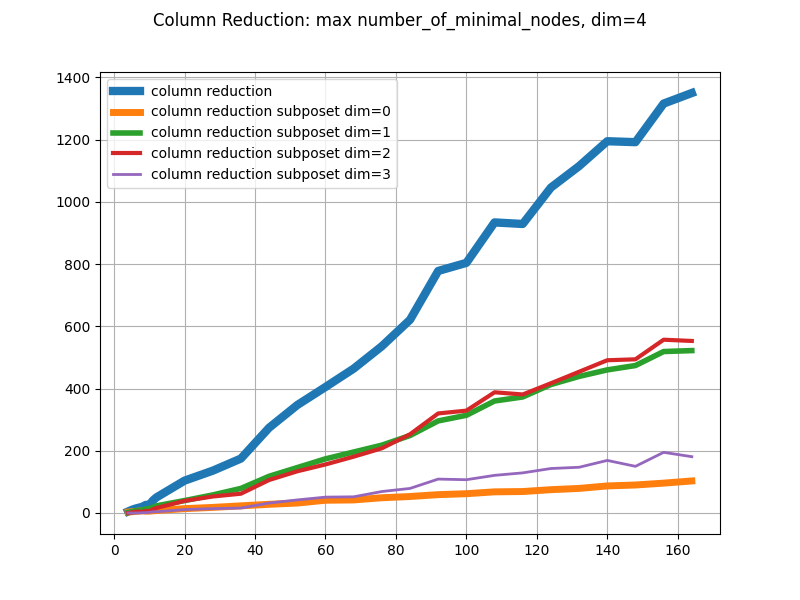 Column Reduction: max number_of_minimal_nodes, dim=4
1400
1200
1000
800
600
400
200
0
column reduction
column reduction subposet dim=0
column reduction subposet dim=1
column reduction subposet dim=2
column reduction subposet dim=3
0 20 40 60 80 100 120 140 160